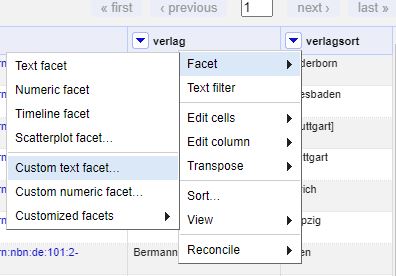 « first ‹ previous 1 next › last »
verlag verlagsort
Facet
Text filter
Edit cells
Edit column
Transpose
Sort...
View
Reconcile
Text facet
Numeric facet
Timeline facet
Scatterplot facet...
Custom text facet...
Custom numeric facet...
Customized facets
derborn
esbaden
uttgart]
uttgart
rich
pzig
rn:nbn:de:101:2- Bermann en